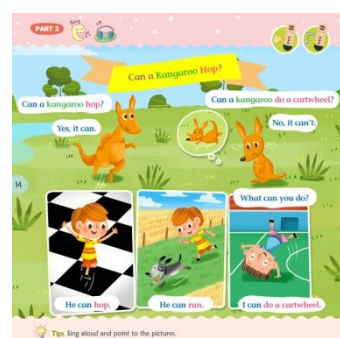 PART 3
Sing
Can a Kangaroo Hop?
Can a kangaroo hop?
Can a kangaroo do a cartwheel?
Yes, it can.
No, it can't.
14
What can you do?
He can hop.
He can run.
I can do a cartwheel.
Tips Sing aloud and point to the pictures.